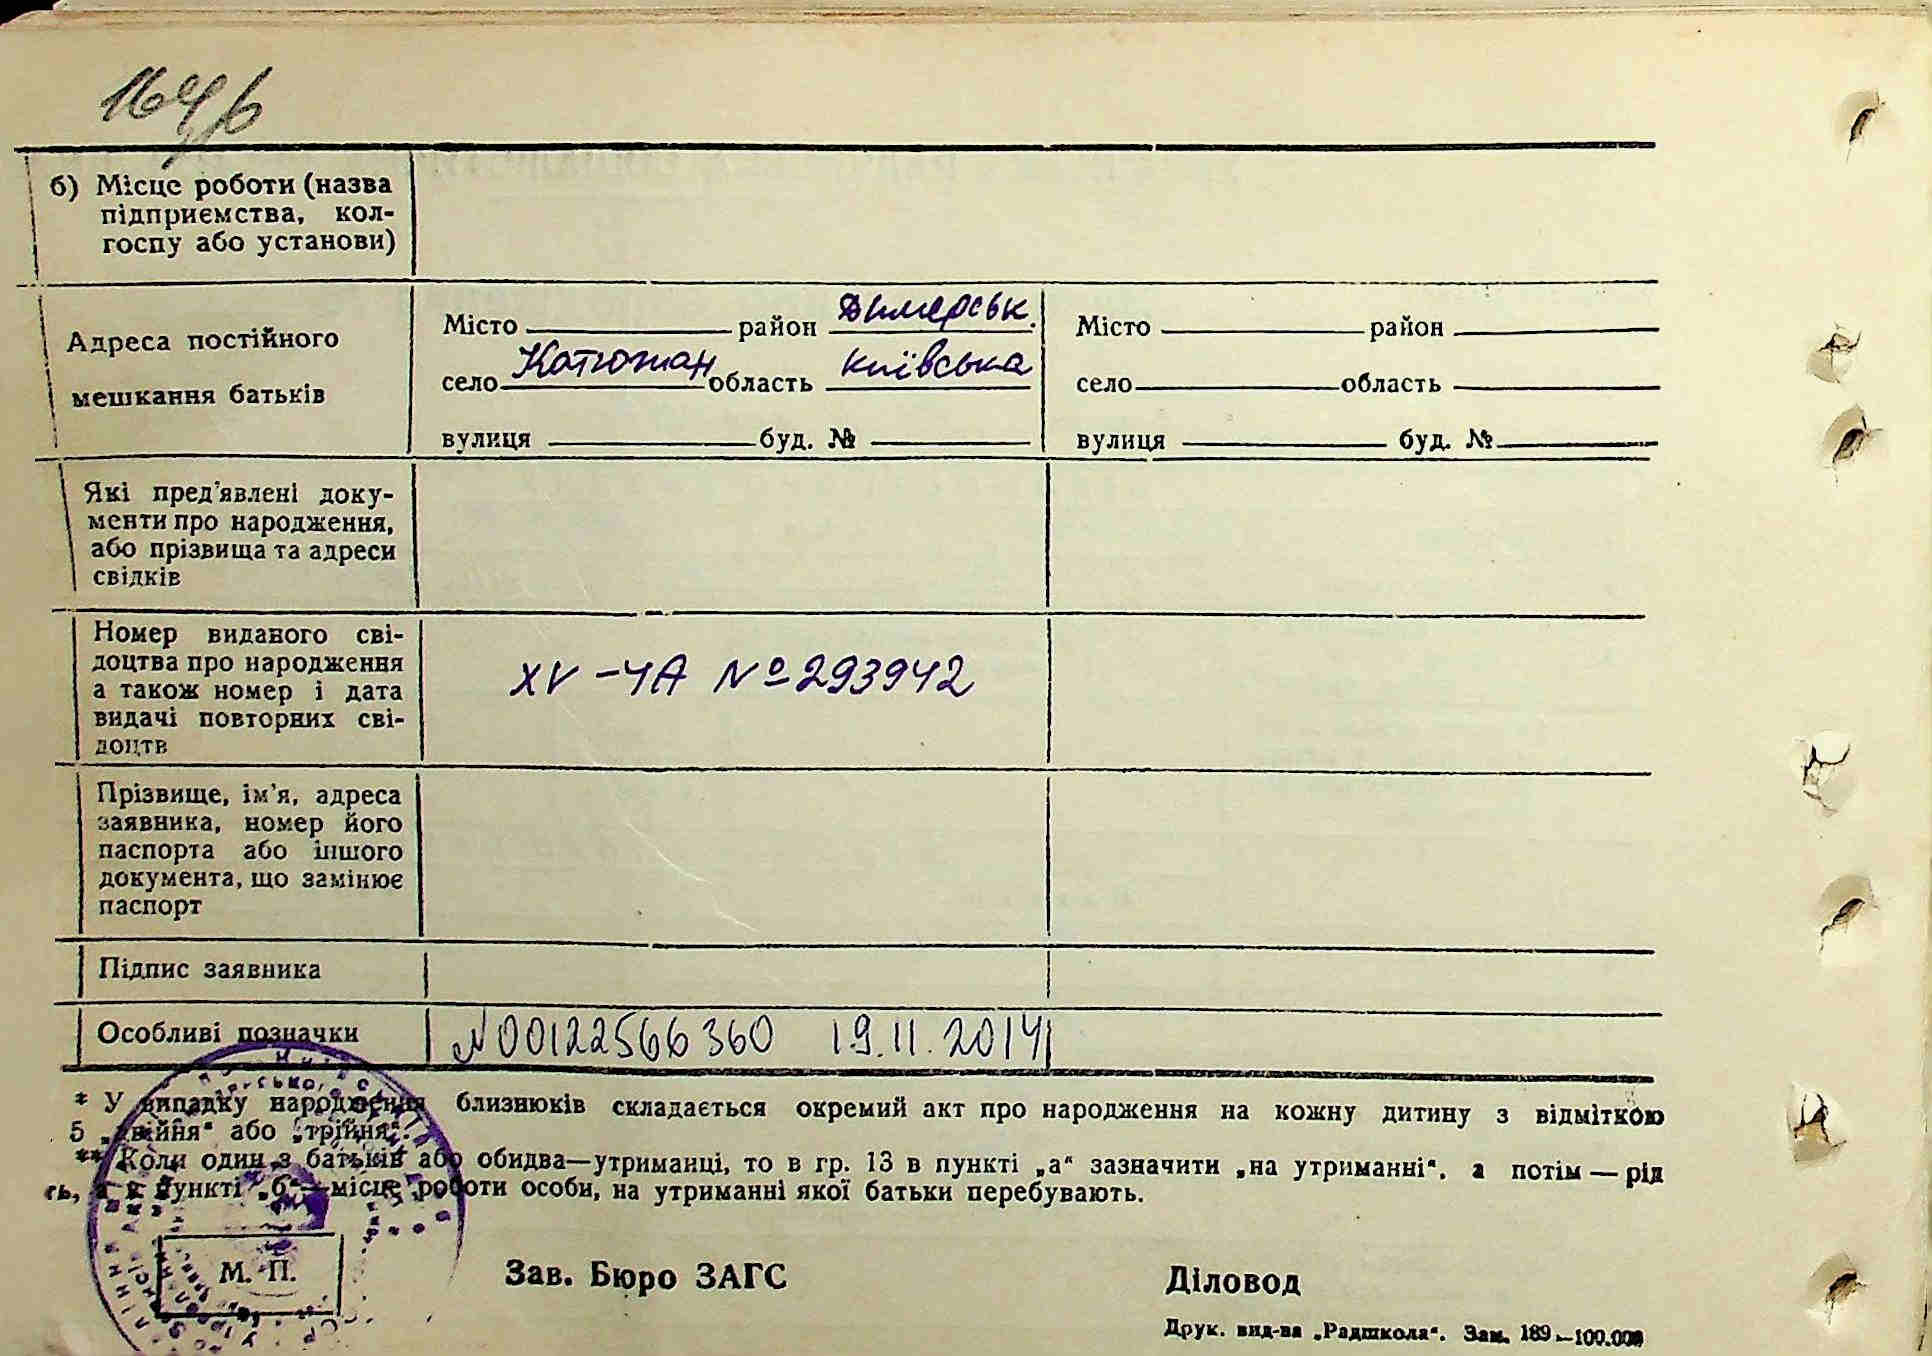 б) Місце роботи (назва
підприємства, кол-
госпу або установи)
Адреса постійного
мешкання батьків
Місто район Димерськ.
село Катюжан область Київська
вулиця буд. №
Місто район
село область
вулиця буд. №
Які пред'явлені доку-
менти про народження,
або прізвища та адреси
свідків
Номер виданого сві-
доцтва про народження
а також номер і дата
видачі повторних сві-
доцтв
XV-ЧА № 293942
Прізвище, ім'я, адреса
заявника, номер його
паспорта або іншого
документа, що замінює
паспорт
Підпис заявника
Особливі позначки
N00122566360 19.11.2014
* У випадку народження близнюків складається окремий акт про народження на кожну дитину з відміткою
5 „двійня“ або „трійня“.
** Коли один з батьків або обидва—утриманці, то в гр. 13 в пункті „а“ зазначити „на утриманні“, а потім — рід
сь, а в пункті „б“—місце роботи особи, на утриманні якої батьки перебувають.
М. П.
Зав. Бюро ЗАГС
Діловод
Друк. вид-ва „Радшкола“. Зам. 189—100.000